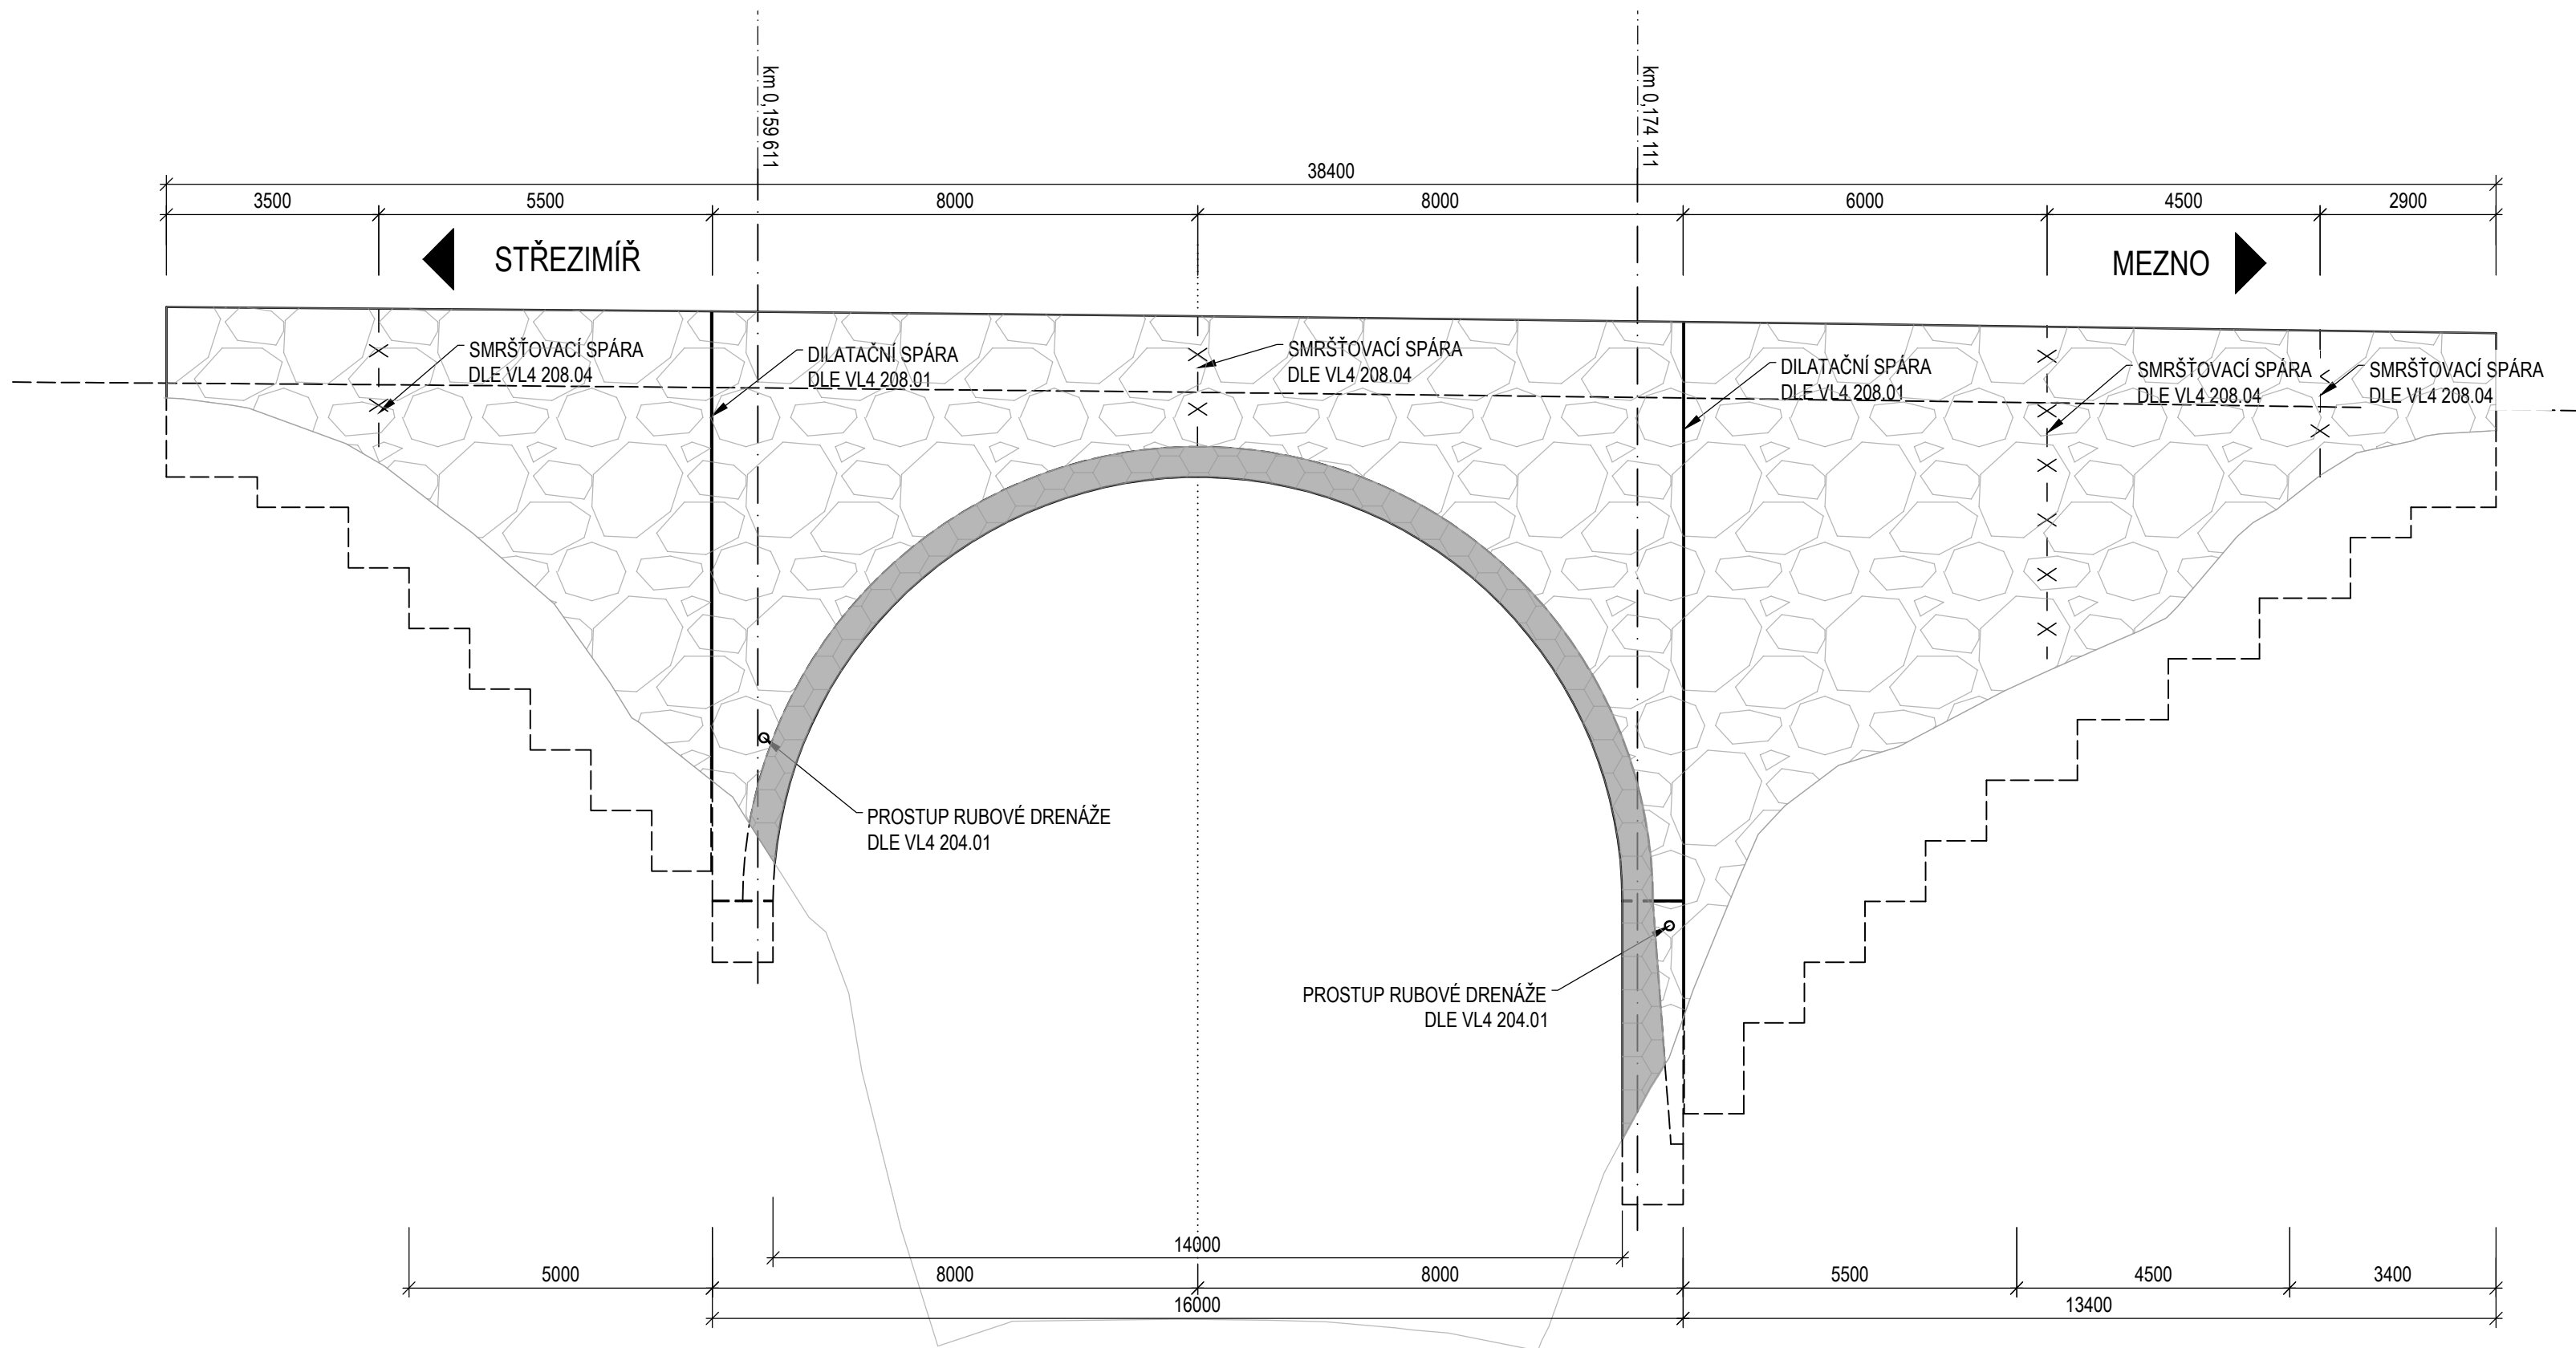 km 0,159 611
km 0,174 111
38400
3500
5500
8000
8000
6000
4500
2900
STŘEZIMÍŘ
MEZNO
SMRŠŤOVACÍ SPÁRA
DLE VL4 208.04
DILATAČNÍ SPÁRA
DLE VL4 208.01
SMRŠŤOVACÍ SPÁRA
DLE VL4 208.04
DILATAČNÍ SPÁRA
DLE VL4 208.01
SMRŠŤOVACÍ SPÁRA
DLE VL4 208.04
SMRŠŤOVACÍ SPÁRA
DLE VL4 208.04
PROSTUP RUBOVÉ DRENÁŽE
DLE VL4 204.01
PROSTUP RUBOVÉ DRENÁŽE
DLE VL4 204.01
14000
5000
8000
8000
5500
4500
3400
16000
13400